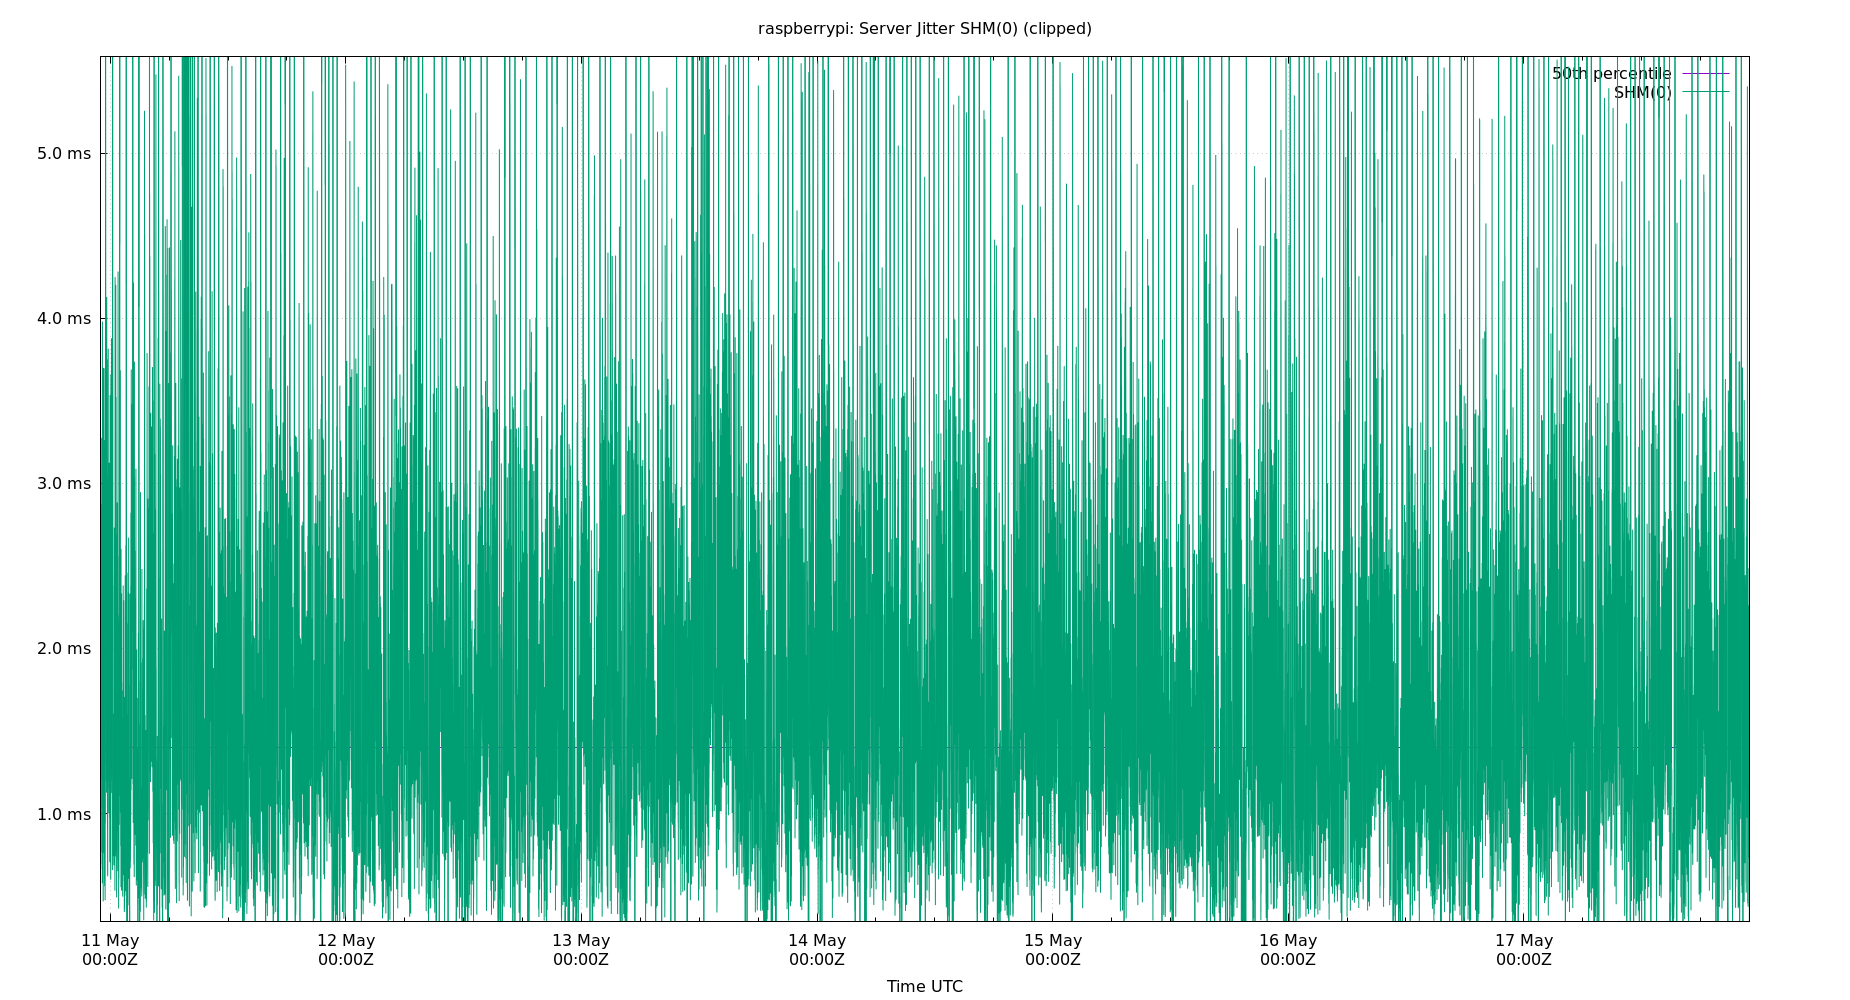 raspberrypi: Server Jitter SHM(0) (clipped)
50th percentile
SHM(0)
5.0 ms
4.0 ms
3.0 ms
2.0 ms
1.0 ms
11 May 12 May 13 May 14 May 15 May 16 May 17 May
00:00Z 00:00Z 00:00Z 00:00Z 00:00Z 00:00Z 00:00Z
Time UTC